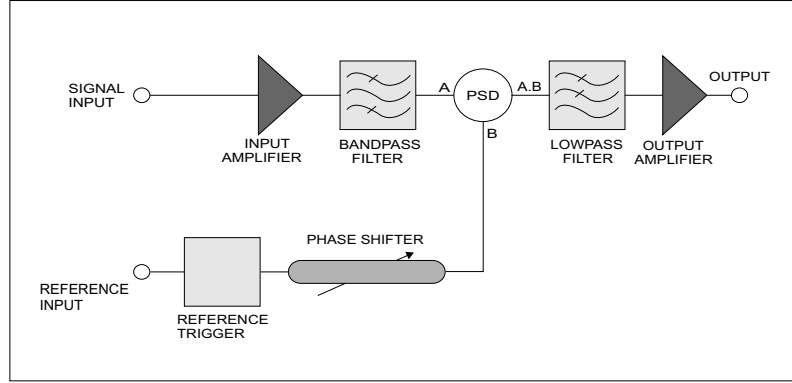 SIGNAL
INPUT
INPUT
AMPLIFIER
BANDPASS
FILTER
A
PSD
A.B
B
LOWPASS
FILTER
OUTPUT
AMPLIFIER
OUTPUT
PHASE SHIFTER
REFERENCE
INPUT
REFERENCE
TRIGGER